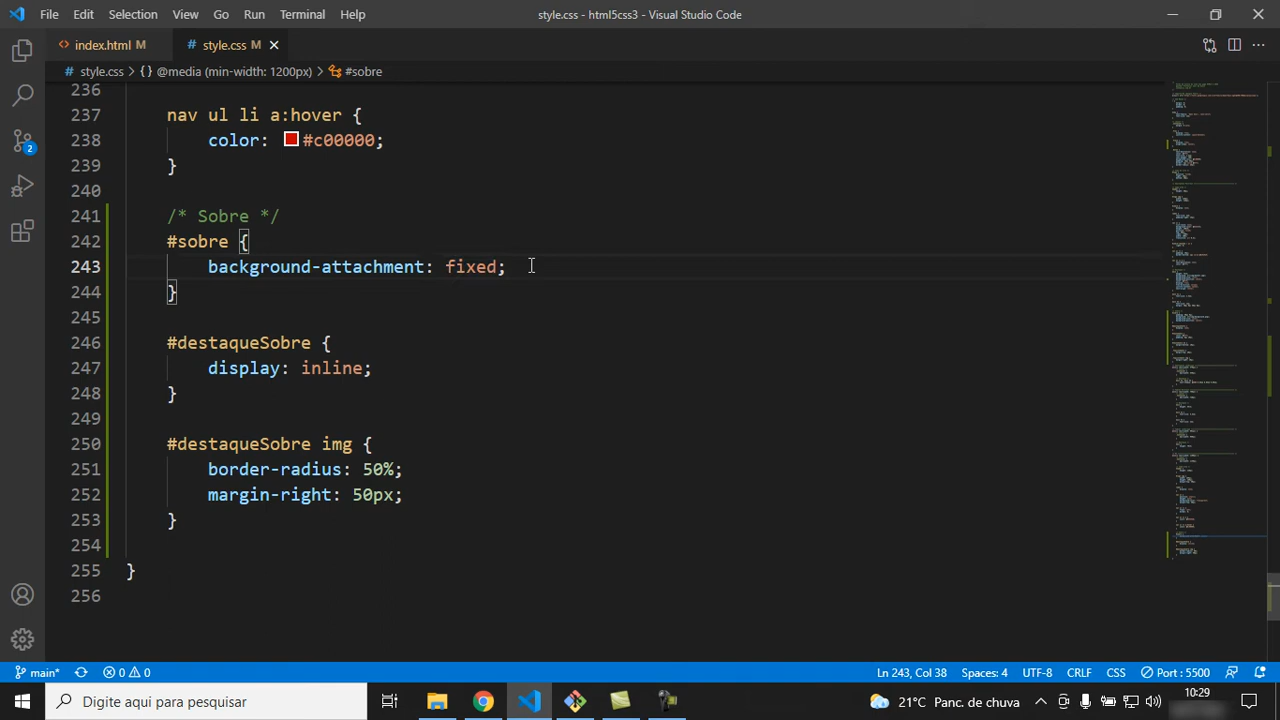 File Edit Selection View Go Run Terminal Help
style.css - html5css3 - Visual Studio Code
index.html M
style.css M
style.css > @media (min-width: 1200px) > #sobre
236
237 nav ul li a:hover {
238 color: #c00000;
239 }
240
241 /* Sobre */
242 #sobre {
243 background-attachment: fixed;
244 }
245
246 #destaqueSobre {
247 display: inline;
248 }
249
250 #destaqueSobre img {
251 border-radius: 50%;
252 margin-right: 50px;
253 }
254
255 }
256
2
main* 0 0
Ln 243, Col 38 Spaces: 4 UTF-8 CRLF CSS Port : 5500
Digite aqui para pesquisar
21°C Panc. de chuva
10:29